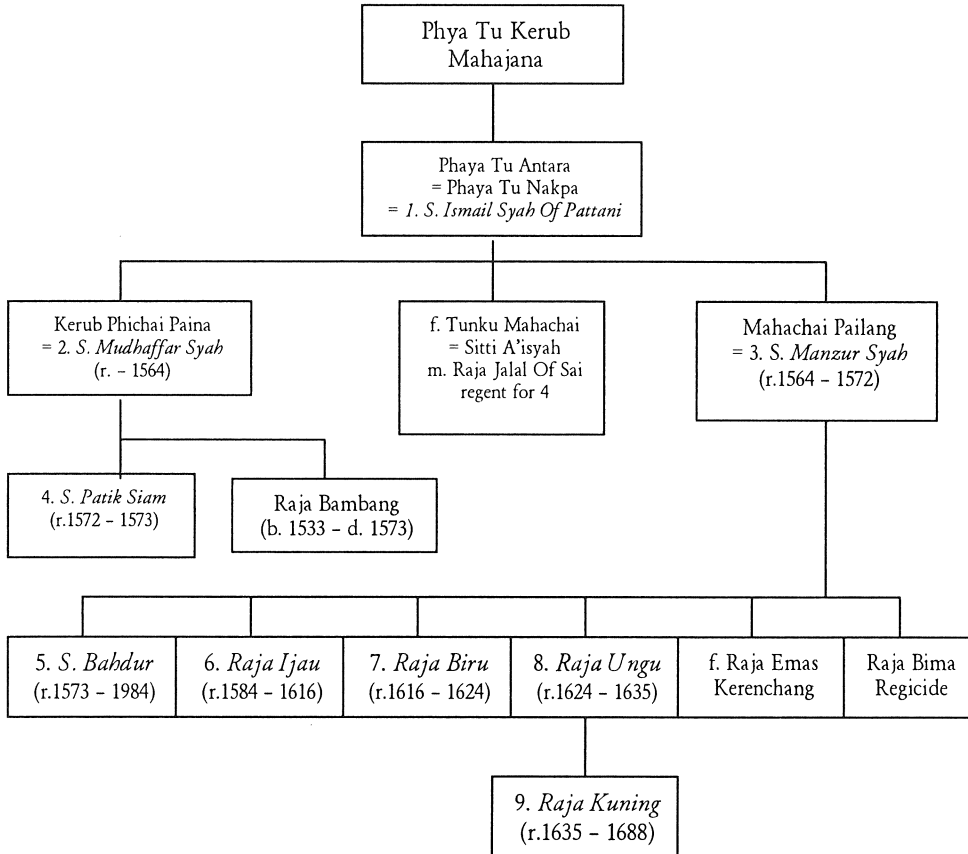 Phya Tu Kerub
Mahajana
Phaya Tu Antara
= Phaya Tu Nakpa
= 1. S. Ismail Syah Of Pattani
Kerub Phichai Paina
= 2. S. Mudhaffar Syah
(r. – 1564)
f. Tunku Mahachai
= Sitti A'isyah
m. Raja Jalal Of Sai
regent for 4
Mahachai Pailang
= 3. S. Manzur Syah
(r.1564 – 1572)
4. S. Patik Siam
(r.1572 – 1573)
Raja Bambang
(b. 1533 – d. 1573)
5. S. Bahdur
(r.1573 – 1984)
6. Raja Ijau
(r.1584 – 1616)
7. Raja Biru
(r.1616 – 1624)
8. Raja Ungu
(r.1624 – 1635)
f. Raja Emas
Kerenchang
Raja Bima
Regicide
9. Raja Kuning
(r.1635 – 1688)